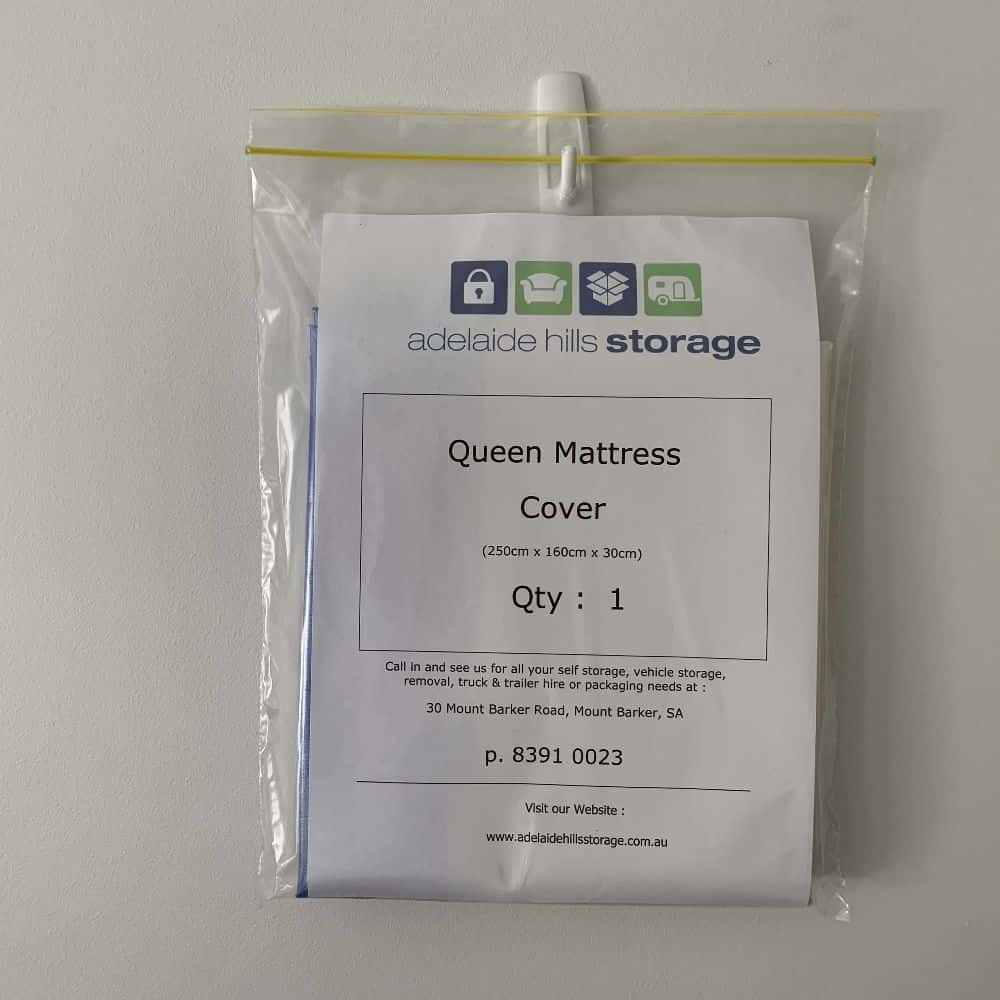 adelaide hills storage
Queen Mattress
Cover
(250cm x 160cm x 30cm)
Qty : 1
Call in and see us for all your self storage, vehicle storage,
removal, truck & trailer hire or packaging needs at :
30 Mount Barker Road, Mount Barker, SA
p. 8391 0023
Visit our Website :
www.adelaidehillsstorage.com.au